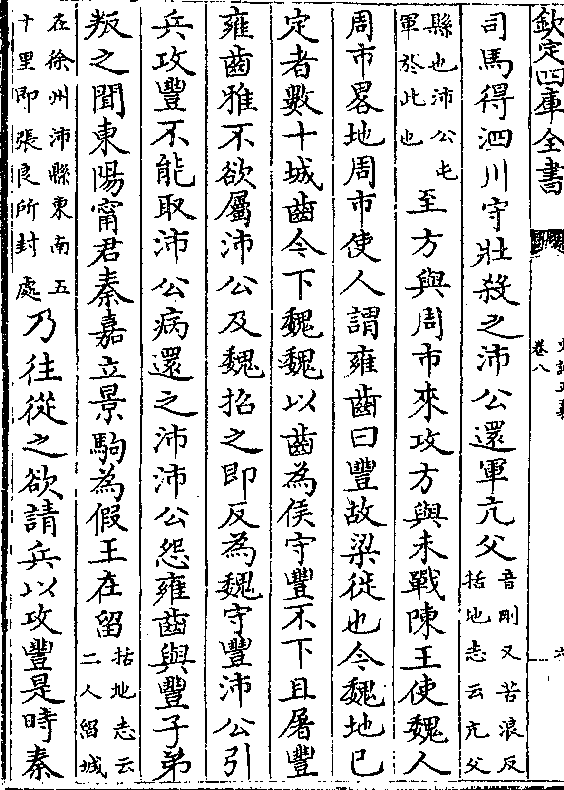 欽定四庫全書
史記正義
卷八
六
司馬得泗川守壯殺之沛公還軍亢父音剛又苦浪反括地志云亢父
縣也沛公屯軍於此也至方與周市來攻方與未戰陳王使魏人
周市畧地周市使人謂雍齒曰豐故梁徙也今魏地已
定者數十城齒今下魏魏以齒為侯守豐不下且屠豐
雍齒雅不欲屬沛公及魏招之即反為魏守豐沛公引
兵攻豐不能取沛公病還之沛沛公怨雍齒與豐子弟
叛之聞東陽甯君秦嘉立景駒為假王在留括地志云二人留城
在徐州沛縣東南五十里即張良所封處乃往從之欲請兵以攻豐是時秦